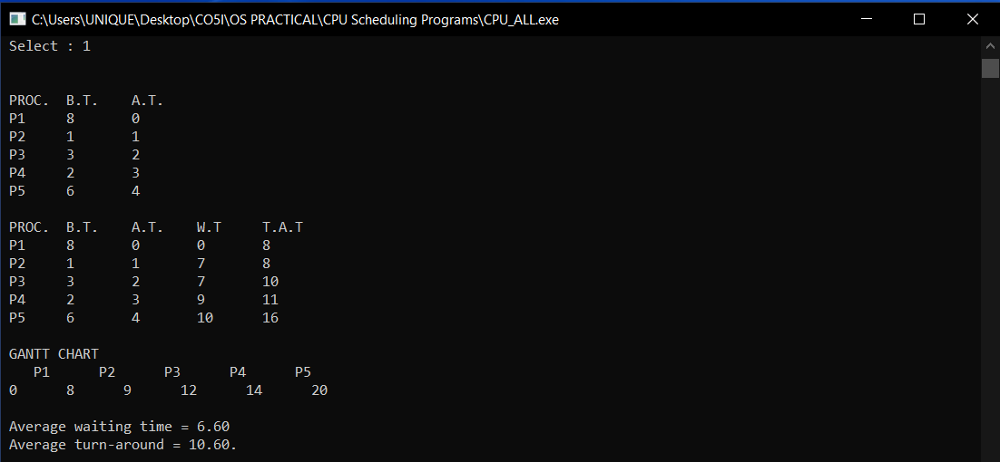 C:\Users\UNIQUE\Desktop\CO5I\OS PRACTICAL\CPU Scheduling Programs\CPU_ALL.exe
Select : 1
PROC. B.T. A.T.
P1 8 0
P2 1 1
P3 3 2
P4 2 3
P5 6 4
PROC. B.T. A.T. W.T T.A.T
P1 8 0 0 8
P2 1 1 7 8
P3 3 2 7 10
P4 2 3 9 11
P5 6 4 10 16
GANTT CHART
P1 P2 P3 P4 P5
0 8 9 12 14 20
Average waiting time = 6.60
Average turn-around = 10.60.